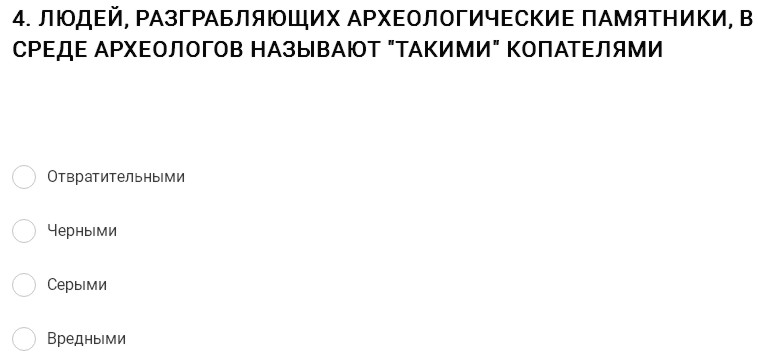 4. ЛЮДЕЙ, РАЗГРАБЛЯЮЩИХ АРХЕОЛОГИЧЕСКИЕ ПАМЯТНИКИ, В
СРЕДЕ АРХЕОЛОГОВ НАЗЫВАЮТ "ТАКИМИ" КОПАТЕЛЯМИ
Отвратительными
Черными
Серыми
Вредными